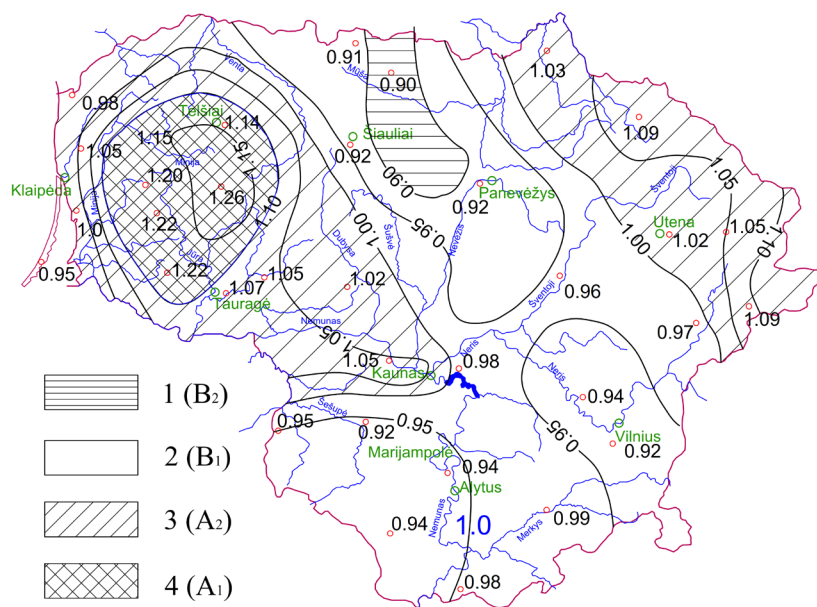 0.91
1.03
0.90
Venta
Mūša
0.98
1.09
Telšiai
1.14
1.15
Šiauliai
0.92
1.05
1.15
Minija
0.90
1.05
Klaipėda
1.20
1.26
Panevėžys
0.92
Šventoji
Minija
1.10
1.0
1.22
1.00
0.95
1.00
Utena
1.02
1.05
1.10
Jūra
Dubysa
Šušvė
Nevėžis
0.95
1.22
1.05
1.02
0.96
Šventoji
Tauragė
1.07
1.09
Nemunas
1.05
0.97
1.05
Neris
Kaunas
0.98
Neris
0.94
1 (B2)
Šešupė
0.95
0.92
0.95
0.95
Vilnius
0.92
2 (B1)
Marijampolė
0.94
Alytus
3 (A2)
0.94
Nemunas
1.0
Merkys
0.99
4 (A1)
0.98